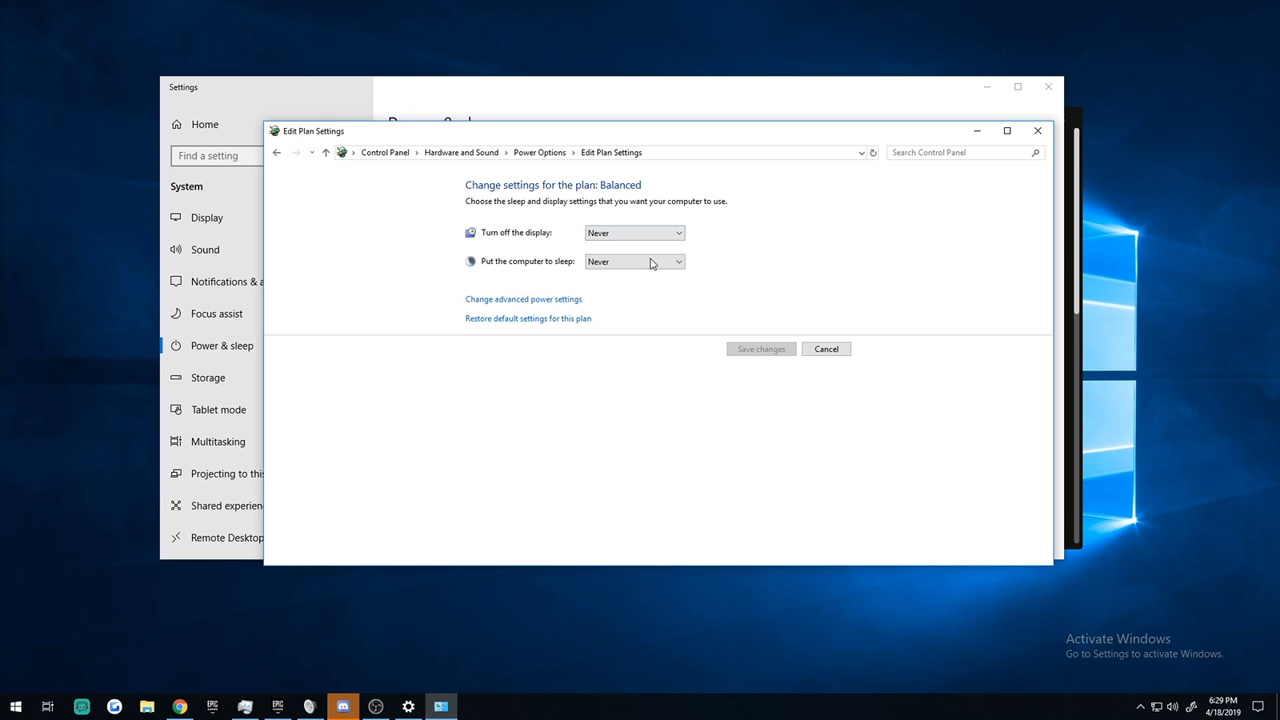 Settings
Home
Find a setting
System
Display
Sound
Notifications & a
Focus assist
Power & sleep
Storage
Tablet mode
Multitasking
Projecting to this
Shared experien
Remote Desktop
Edit Plan Settings
Control Panel > Hardware and Sound > Power Options > Edit Plan Settings
Search Control Panel
Change settings for the plan: Balanced
Choose the sleep and display settings that you want your computer to use.
Turn off the display: Never
Put the computer to sleep: Never
Change advanced power settings
Restore default settings for this plan
Save changes Cancel
Activate Windows
Go to Settings to activate Windows.
EPIC
EPIC
6:29 PM
4/18/2019